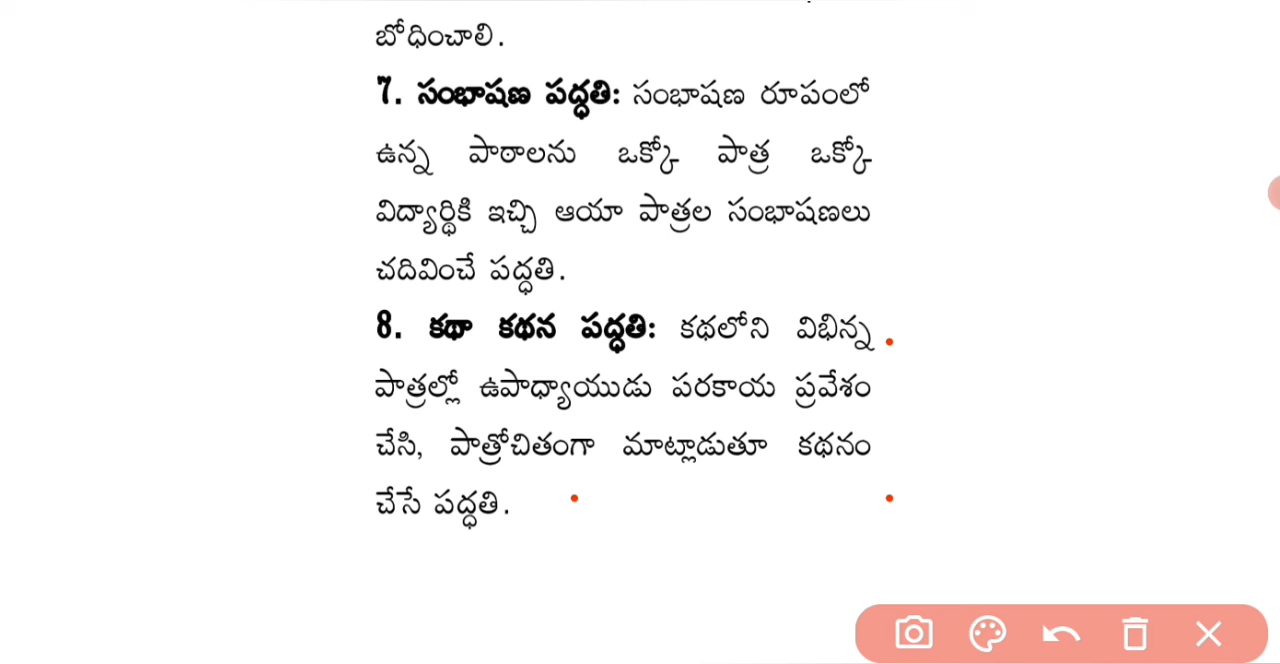 బోధించాలి.
7. సంభాషణ పద్ధతి: సంభాషణ రూపంలో
ఉన్న పాఠాలను ఒక్కో పాత్ర ఒక్కో
విద్యార్థికి ఇచ్చి ఆయా పాత్రల సంభాషణలు
చదివించే పద్ధతి.
8. కథా కథన పద్ధతి: కథలోని విభిన్న
పాత్రల్లో ఉపాధ్యాయుడు పరకాయ ప్రవేశం
చేసి, పాత్రోచితంగా మాట్లాడుతూ కథనం
చేసే పద్ధతి.